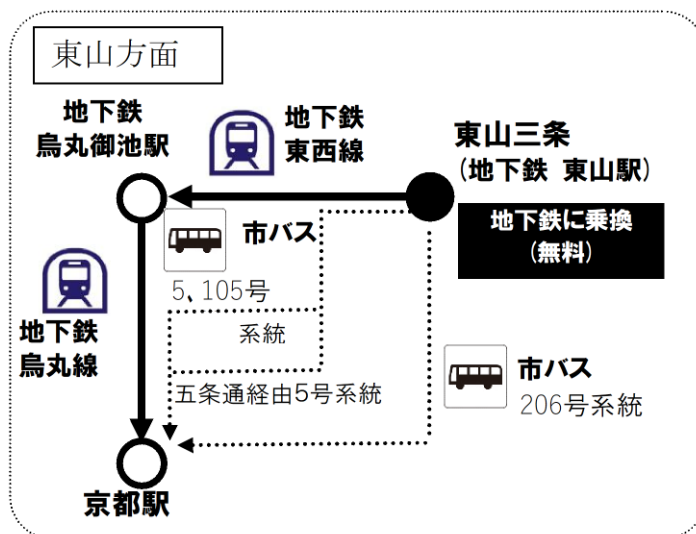 東山方面
地下鉄
烏丸御池駅
地下鉄
東西線
東山三条
(地下鉄 東山駅)
地下鉄に乗換
(無料)
市バス
5、105号
系統
地下鉄
烏丸線
五条通経由5号系統
市バス
206号系統
京都駅